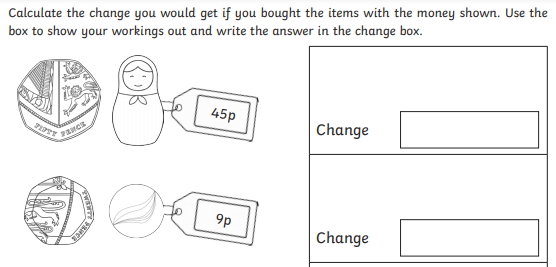 Calculate the change you would get if you bought the items with the money shown. Use the
box to show your workings out and write the answer in the change box.
FIFTY PENCE
45p
Change
TWENTY PENCE
9p
Change